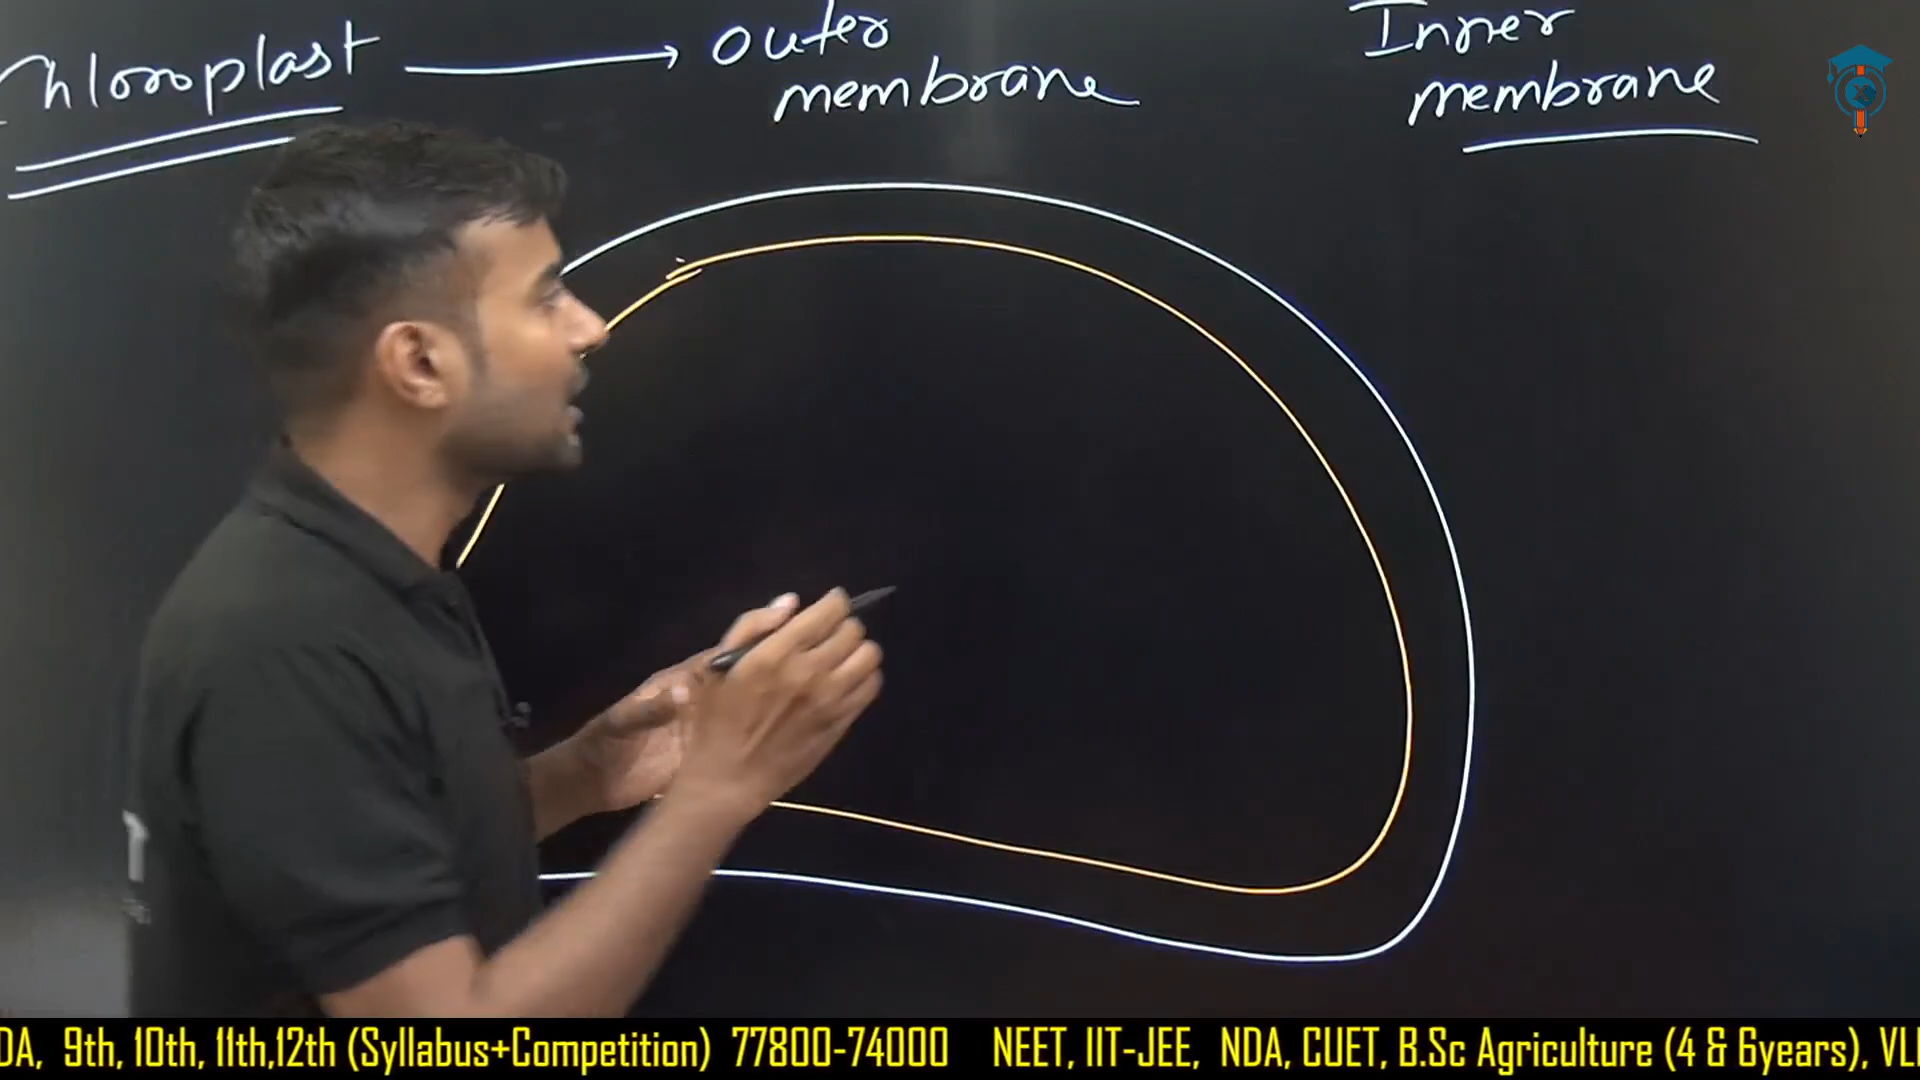 Chloroplast → outer membrane
Inner membrane
DA, 9th, 10th, 11th,12th (Syllabus+Competition) 77800-74000 NEET, IIT-JEE, NDA, CUET, B.Sc Agriculture (4 & 6years), VL